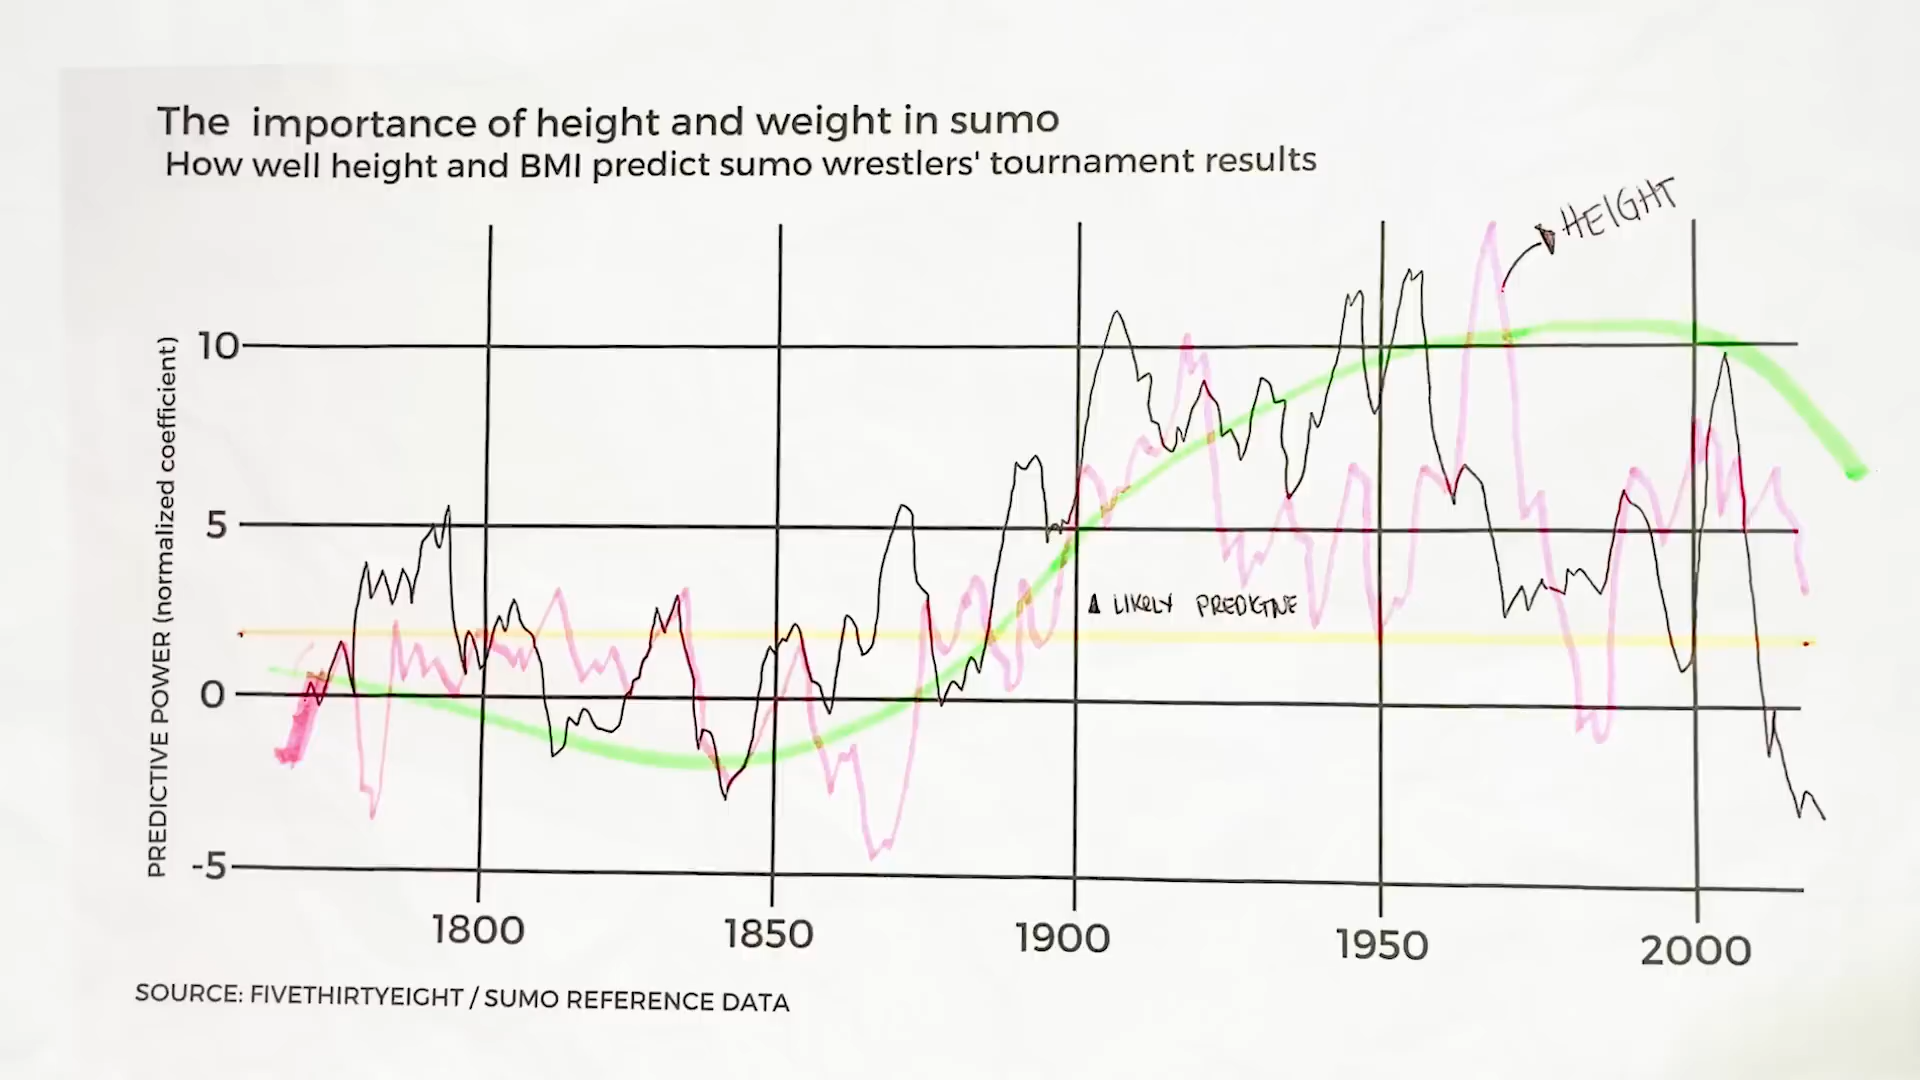 The importance of height and weight in sumo
How well height and BMI predict sumo wrestlers' tournament results
HEIGHT
PREDICTIVE POWER (normalized coefficient)
10
5
0
-5
LIKELY
1800
1850
1900
1950
2000
SOURCE: FIVETHIRTYEIGHT / SUMO REFERENCE DATA